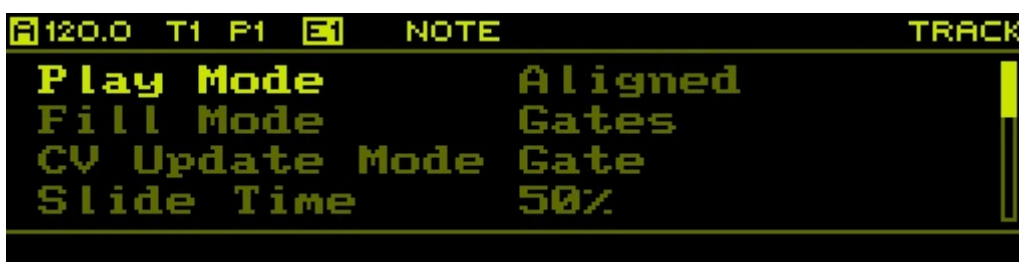 A 120.0 T1 P1 E1 NOTE TRACK
Play Mode Aligned
Fill Mode Gates
CV Update Mode Gate
Slide Time 50%